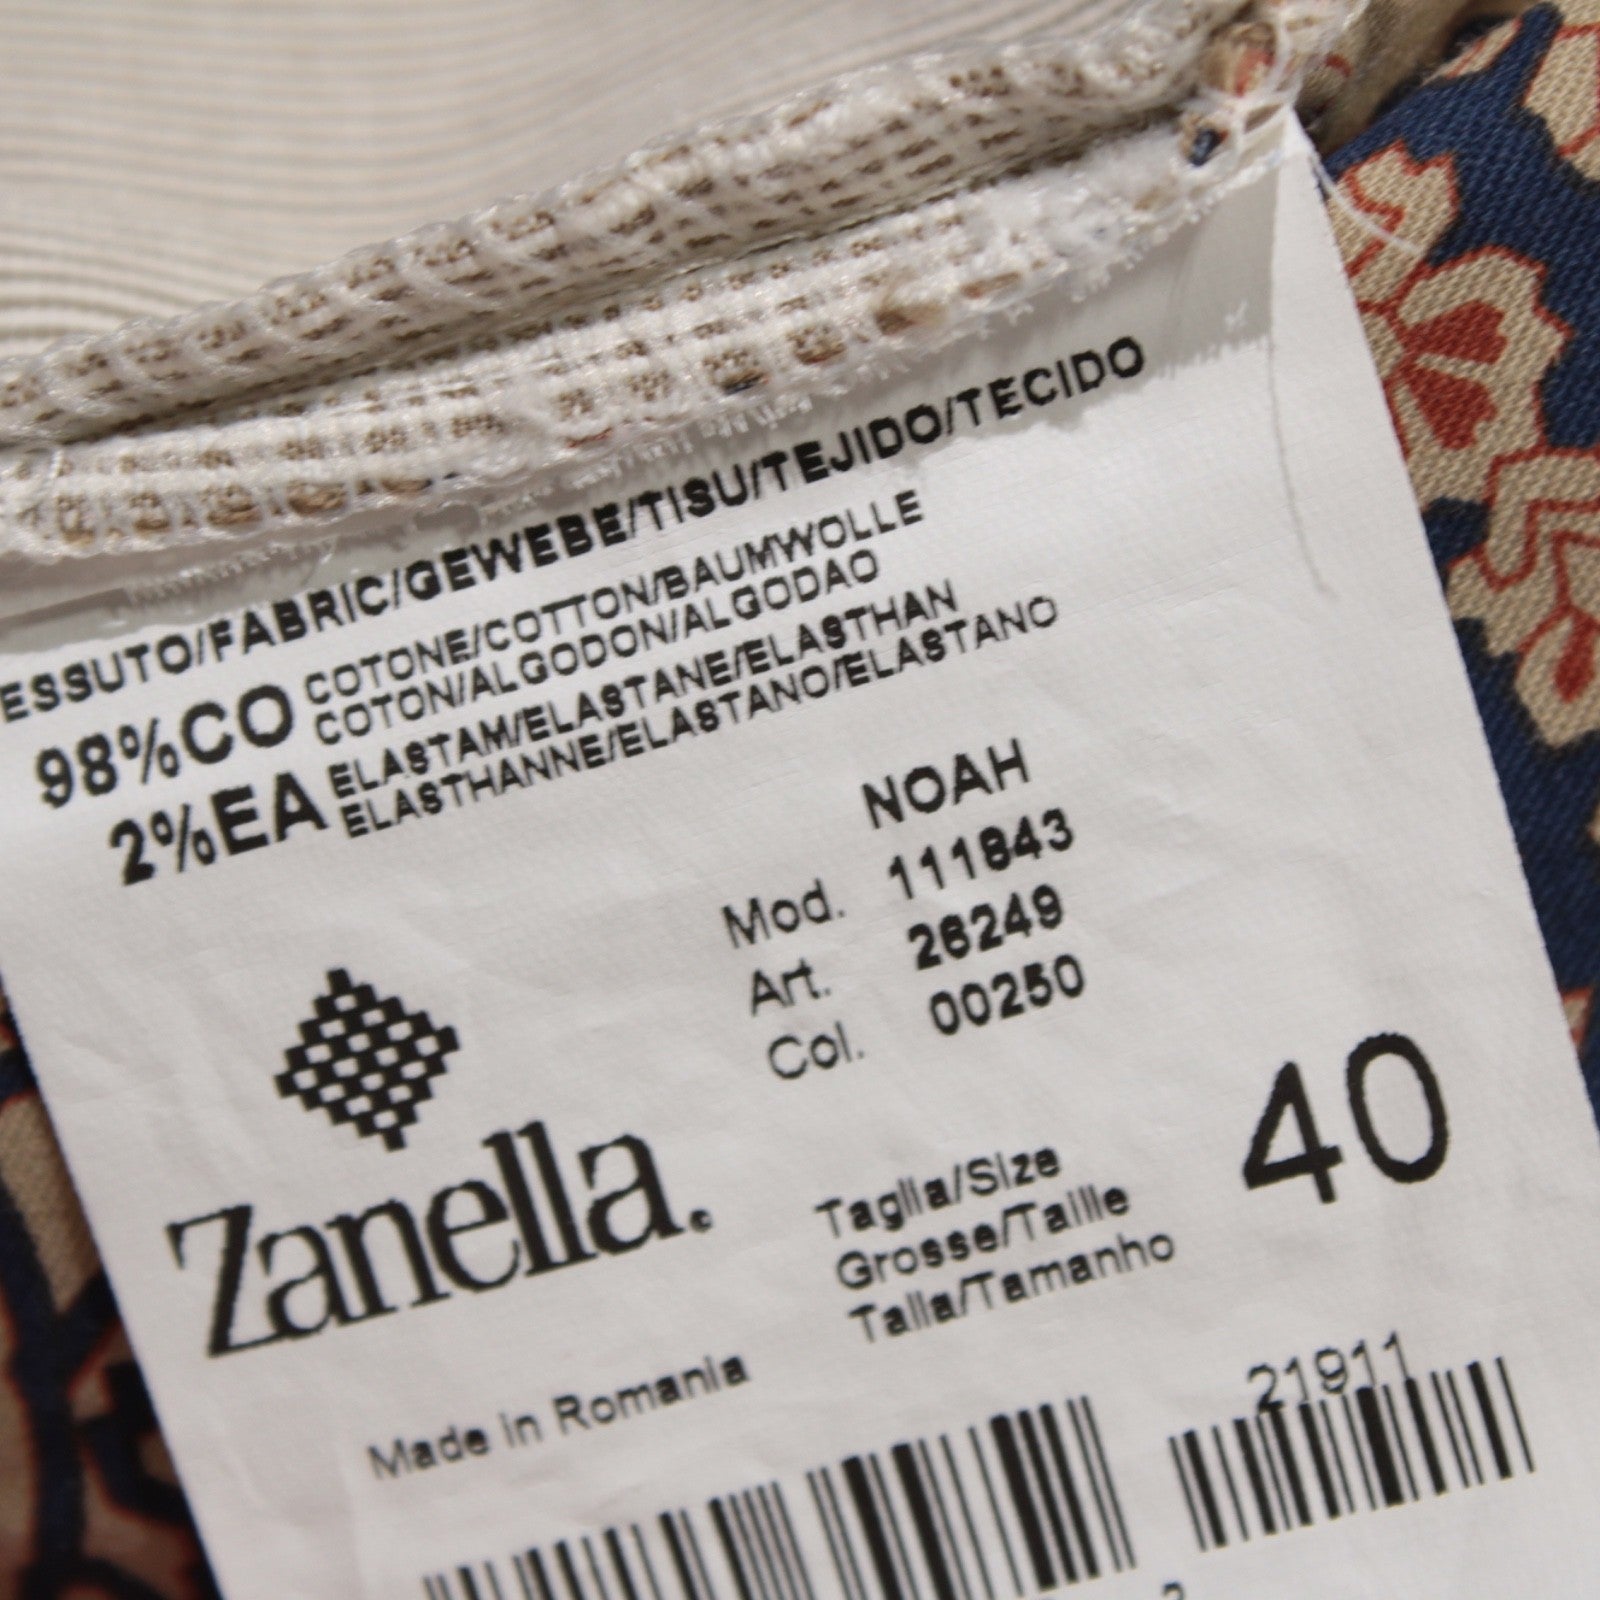 ESSUTO/FABRIC/GEWEBE/TISU/TEJIDO/TECIDO
98%CO COTONE/COTTON/BAUMWOLLE
COTON/ALGODON/ALGODAO
2%EA ELASTAM/ELASTANE/ELASTHAN
ELASTHANNE/ELASTANO/ELASTANO
NOAH
Mod. 111843
Art. 26249
Col. 00250
Zanella.
Taglia/Size 40
Grosse/Taille
Talla/Tamanho
Made in Romania
21911